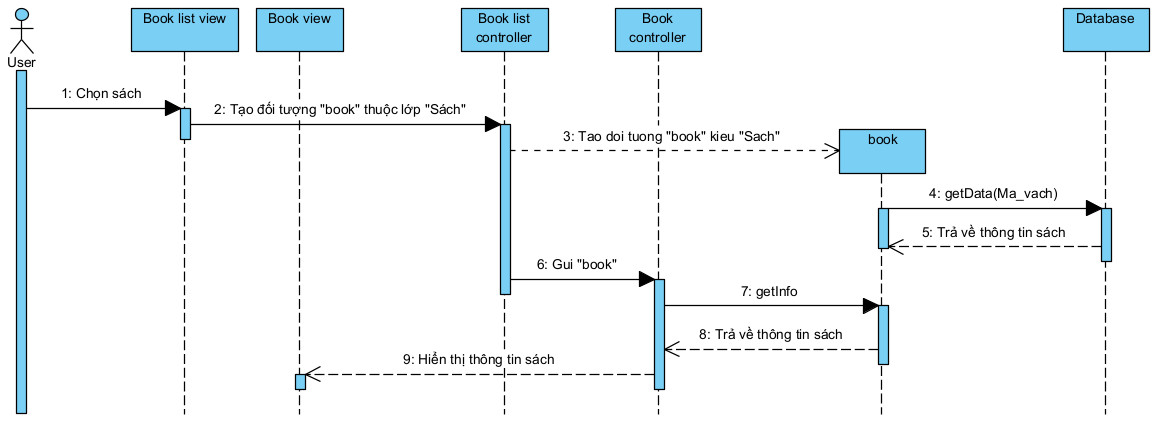 Book list view
Book view
Book list
controller
Book
controller
Database
User
1: Chọn sách
2: Tạo đối tượng "book" thuộc lớp "Sách"
3: Tao doi tuong "book" kieu "Sach"
book
4: getData(Ma_vach)
5: Trả về thông tin sách
6: Gui "book"
7: getInfo
8: Trả về thông tin sách
9: Hiển thị thông tin sách